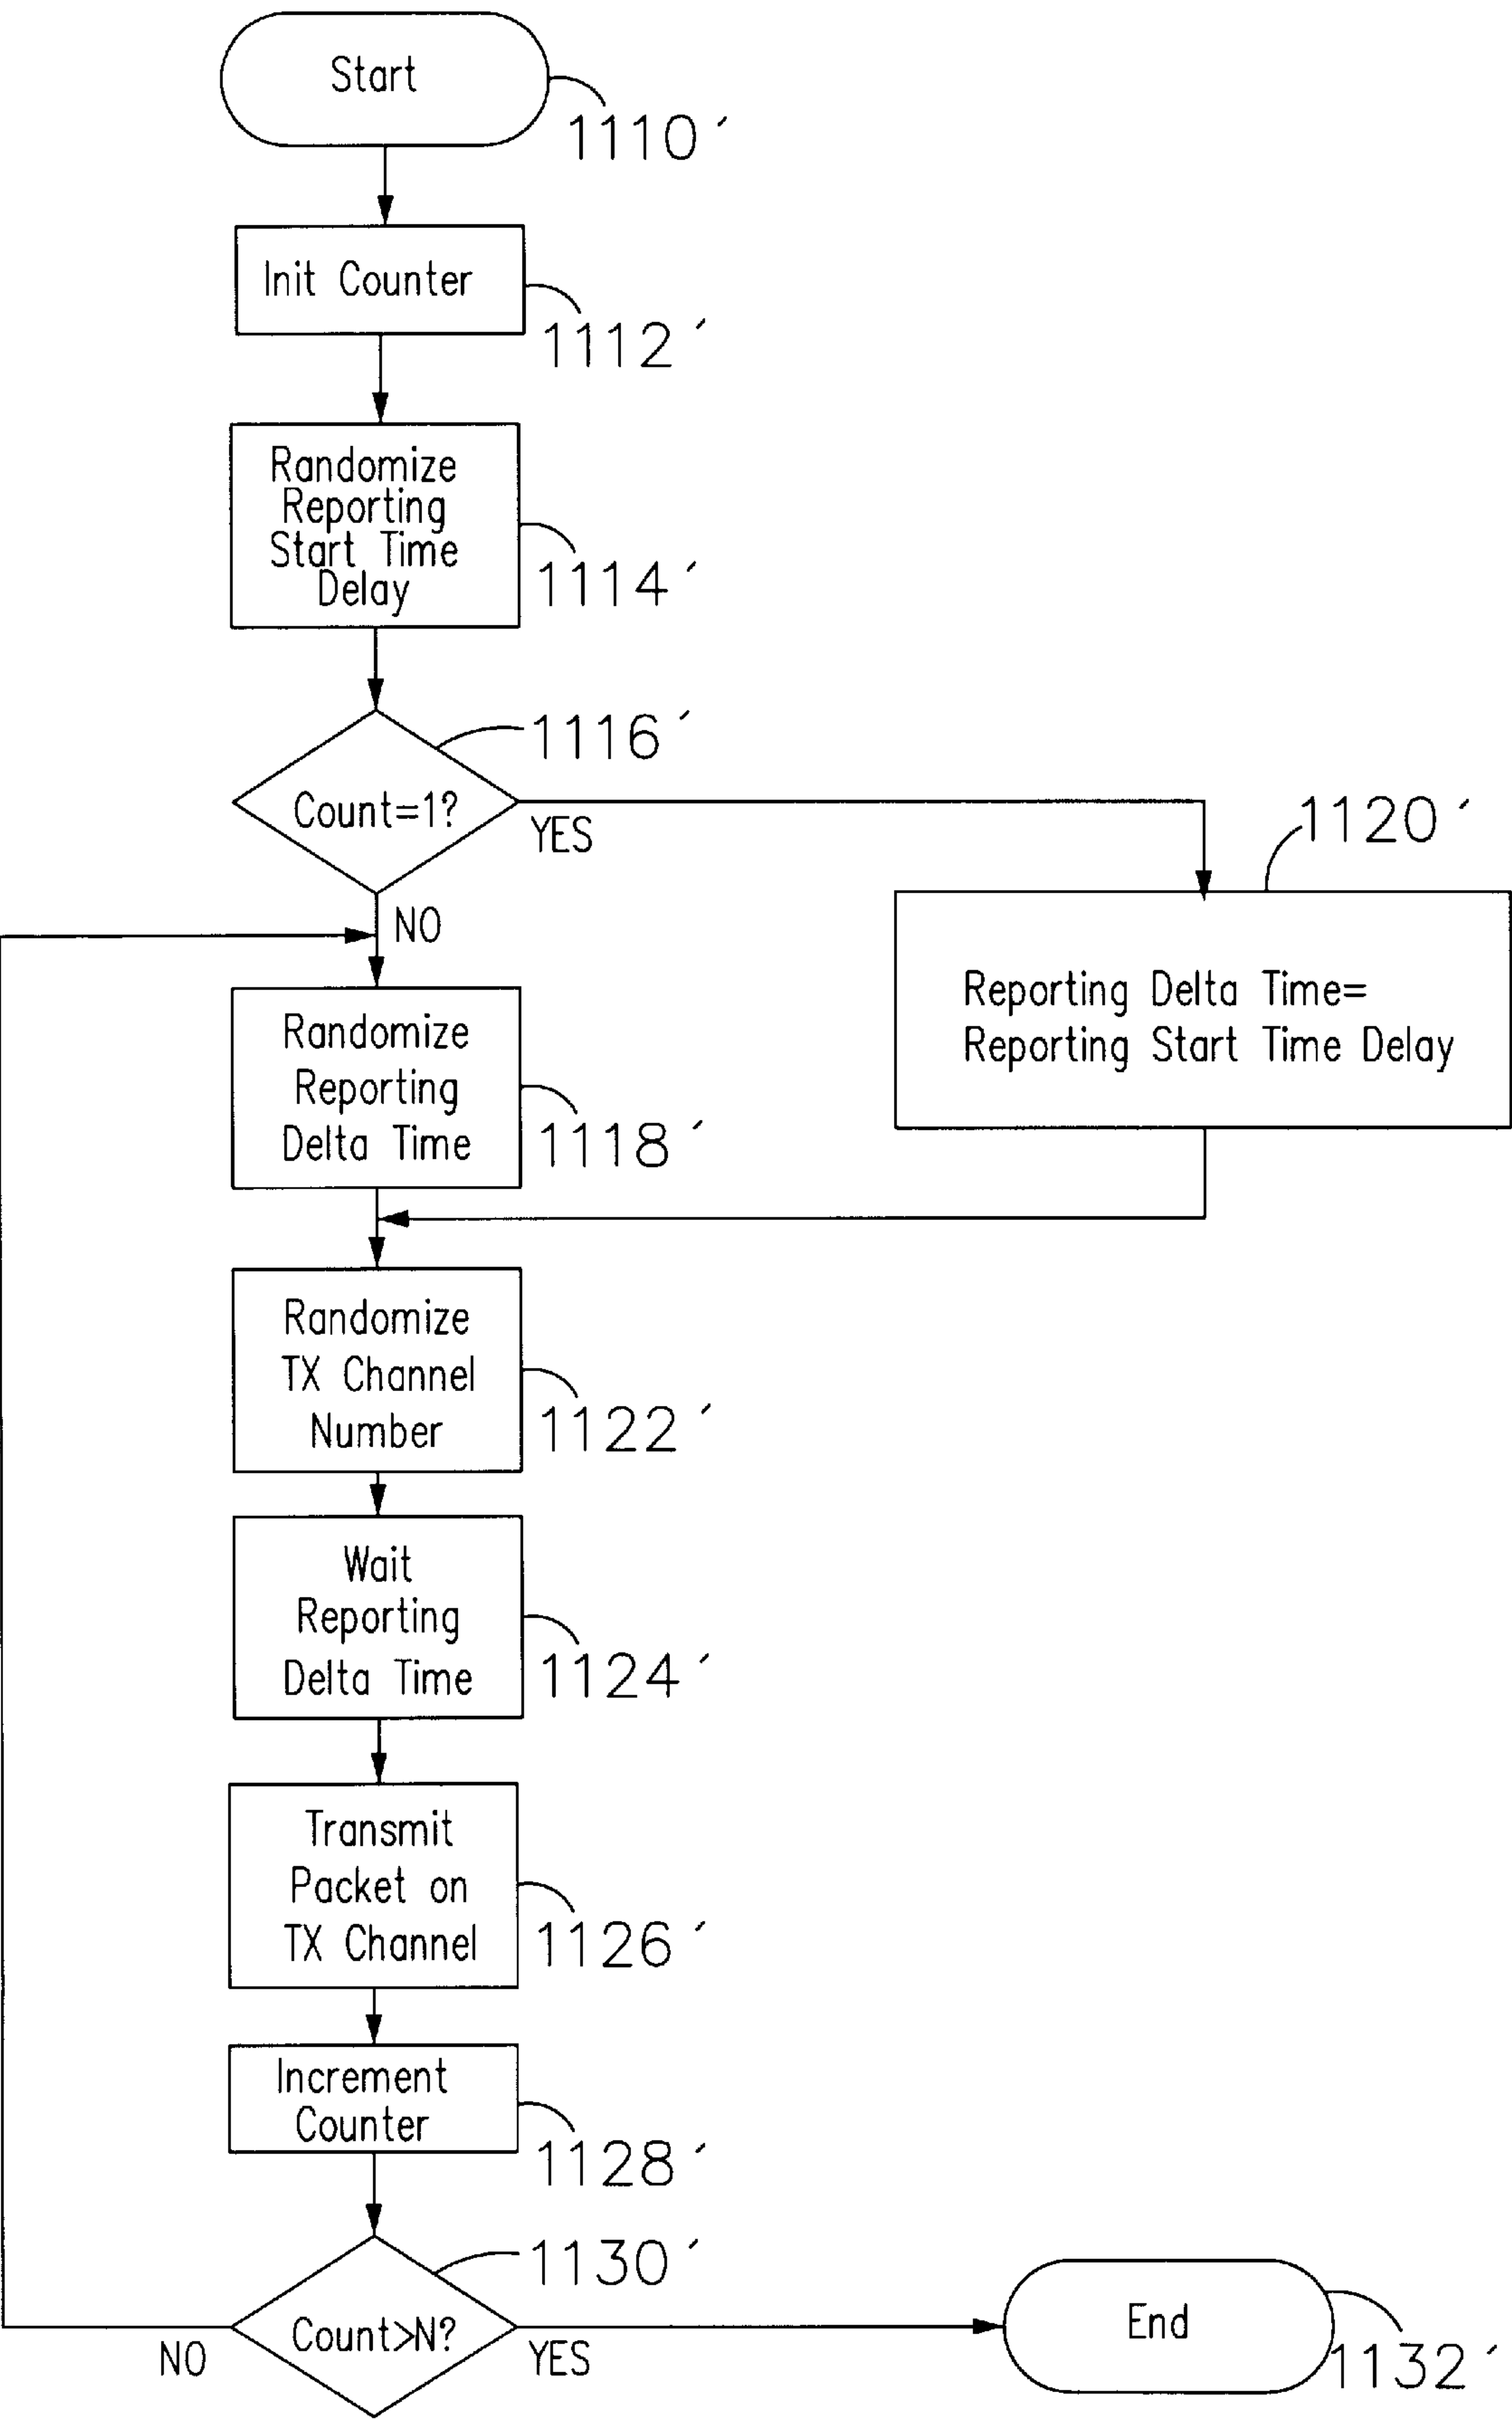 Start
1110´
Init Counter
1112´
Randomize
Reporting
Start Time
Delay
1114´
1116´
Count=1?
YES
NO
1120´
Reporting Delta Time=
Reporting Start Time Delay
Randomize
Reporting
Delta Time
1118´
Randomize
TX Channel
Number
1122´
Wait
Reporting
Delta Time
1124´
Transmit
Packet on
TX Channel
1126´
Increment
Counter
1128´
1130´
Count>N?
NO
YES
End
1132´